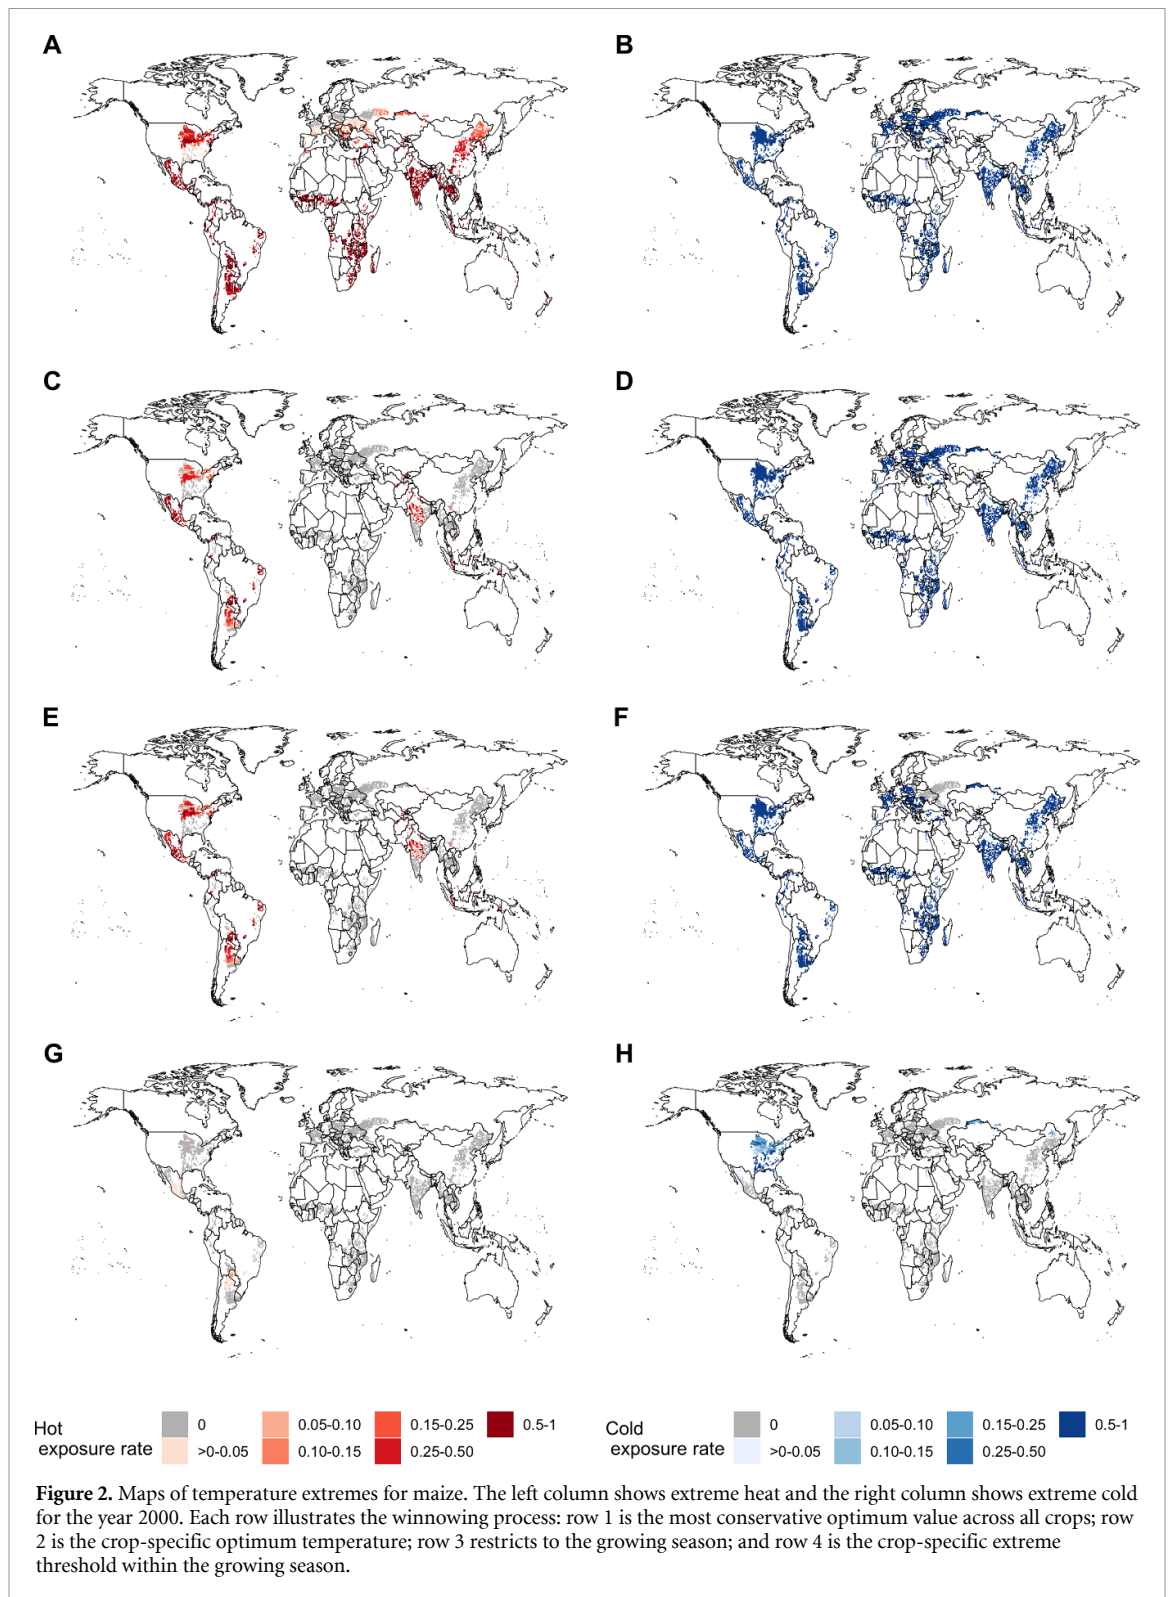 A
B
C
D
E
F
G
H
Hot
exposure rate
0
>0-0.05
0.05-0.10
0.10-0.15
0.15-0.25
0.25-0.50
0.5-1
Cold
exposure rate
0
>0-0.05
0.05-0.10
0.10-0.15
0.15-0.25
0.25-0.50
0.5-1
Figure 2. Maps of temperature extremes for maize. The left column shows extreme heat and the right column shows extreme cold
for the year 2000. Each row illustrates the winnowing process: row 1 is the most conservative optimum value across all crops; row
2 is the crop-specific optimum temperature; row 3 restricts to the growing season; and row 4 is the crop-specific extreme
threshold within the growing season.